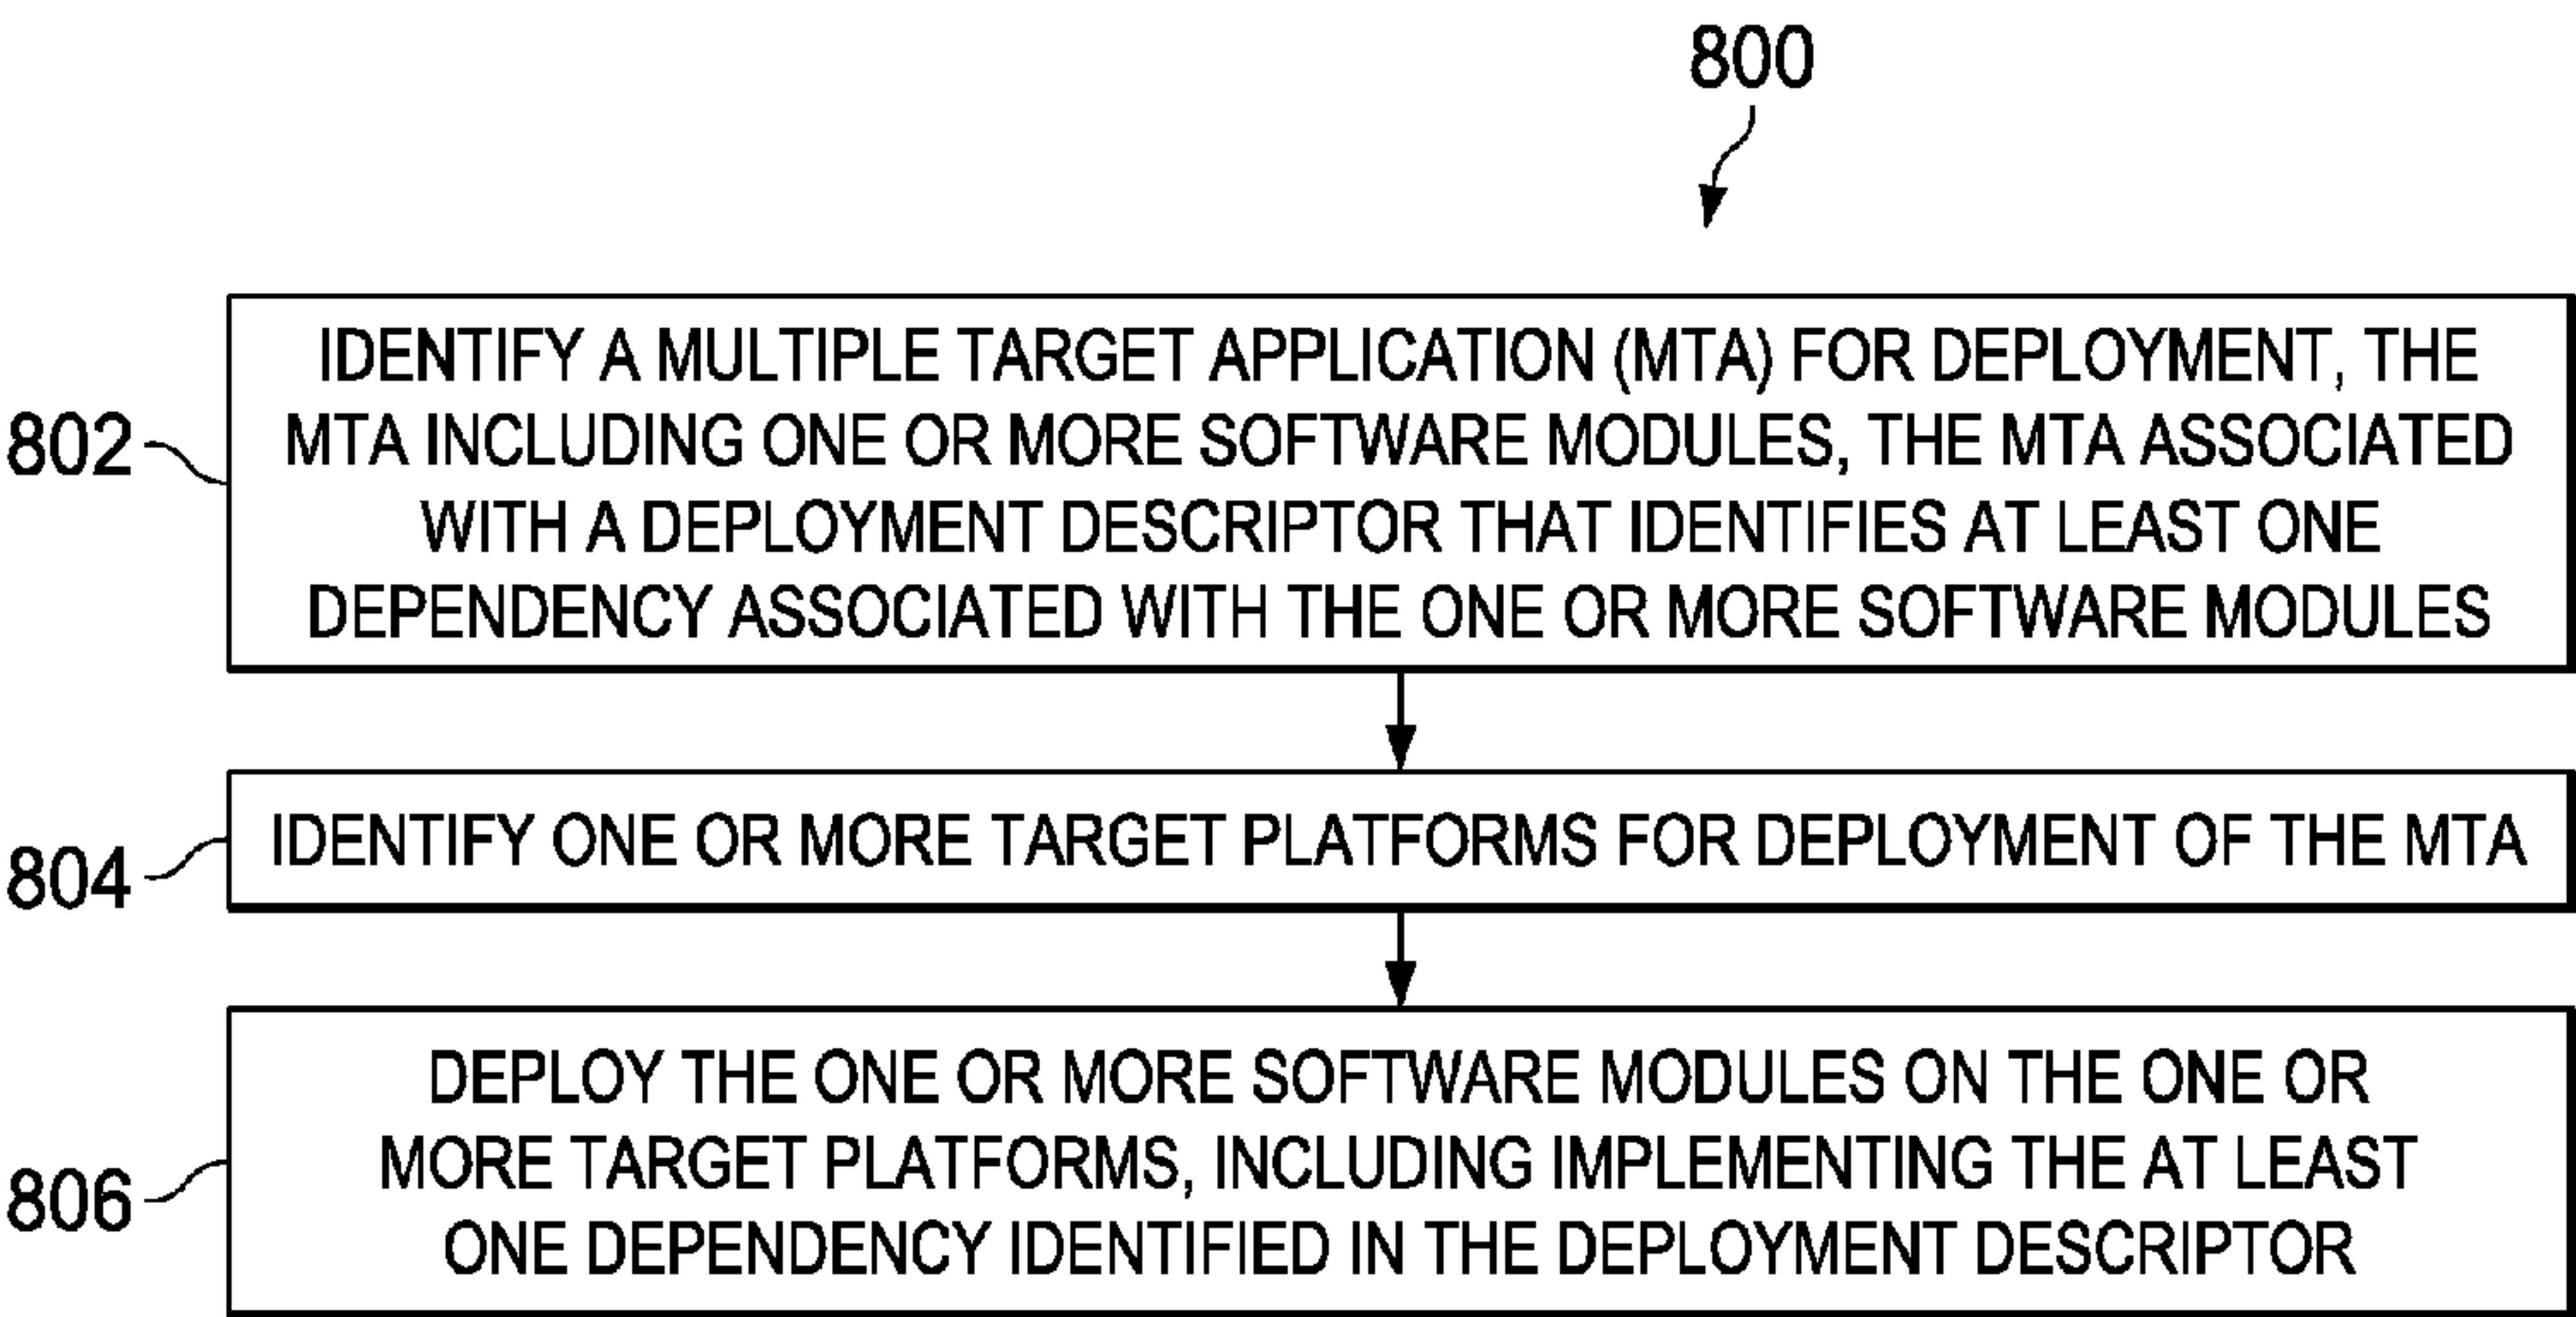 800
802
IDENTIFY A MULTIPLE TARGET APPLICATION (MTA) FOR DEPLOYMENT, THE
MTA INCLUDING ONE OR MORE SOFTWARE MODULES, THE MTA ASSOCIATED
WITH A DEPLOYMENT DESCRIPTOR THAT IDENTIFIES AT LEAST ONE
DEPENDENCY ASSOCIATED WITH THE ONE OR MORE SOFTWARE MODULES
804
IDENTIFY ONE OR MORE TARGET PLATFORMS FOR DEPLOYMENT OF THE MTA
806
DEPLOY THE ONE OR MORE SOFTWARE MODULES ON THE ONE OR
MORE TARGET PLATFORMS, INCLUDING IMPLEMENTING THE AT LEAST
ONE DEPENDENCY IDENTIFIED IN THE DEPLOYMENT DESCRIPTOR